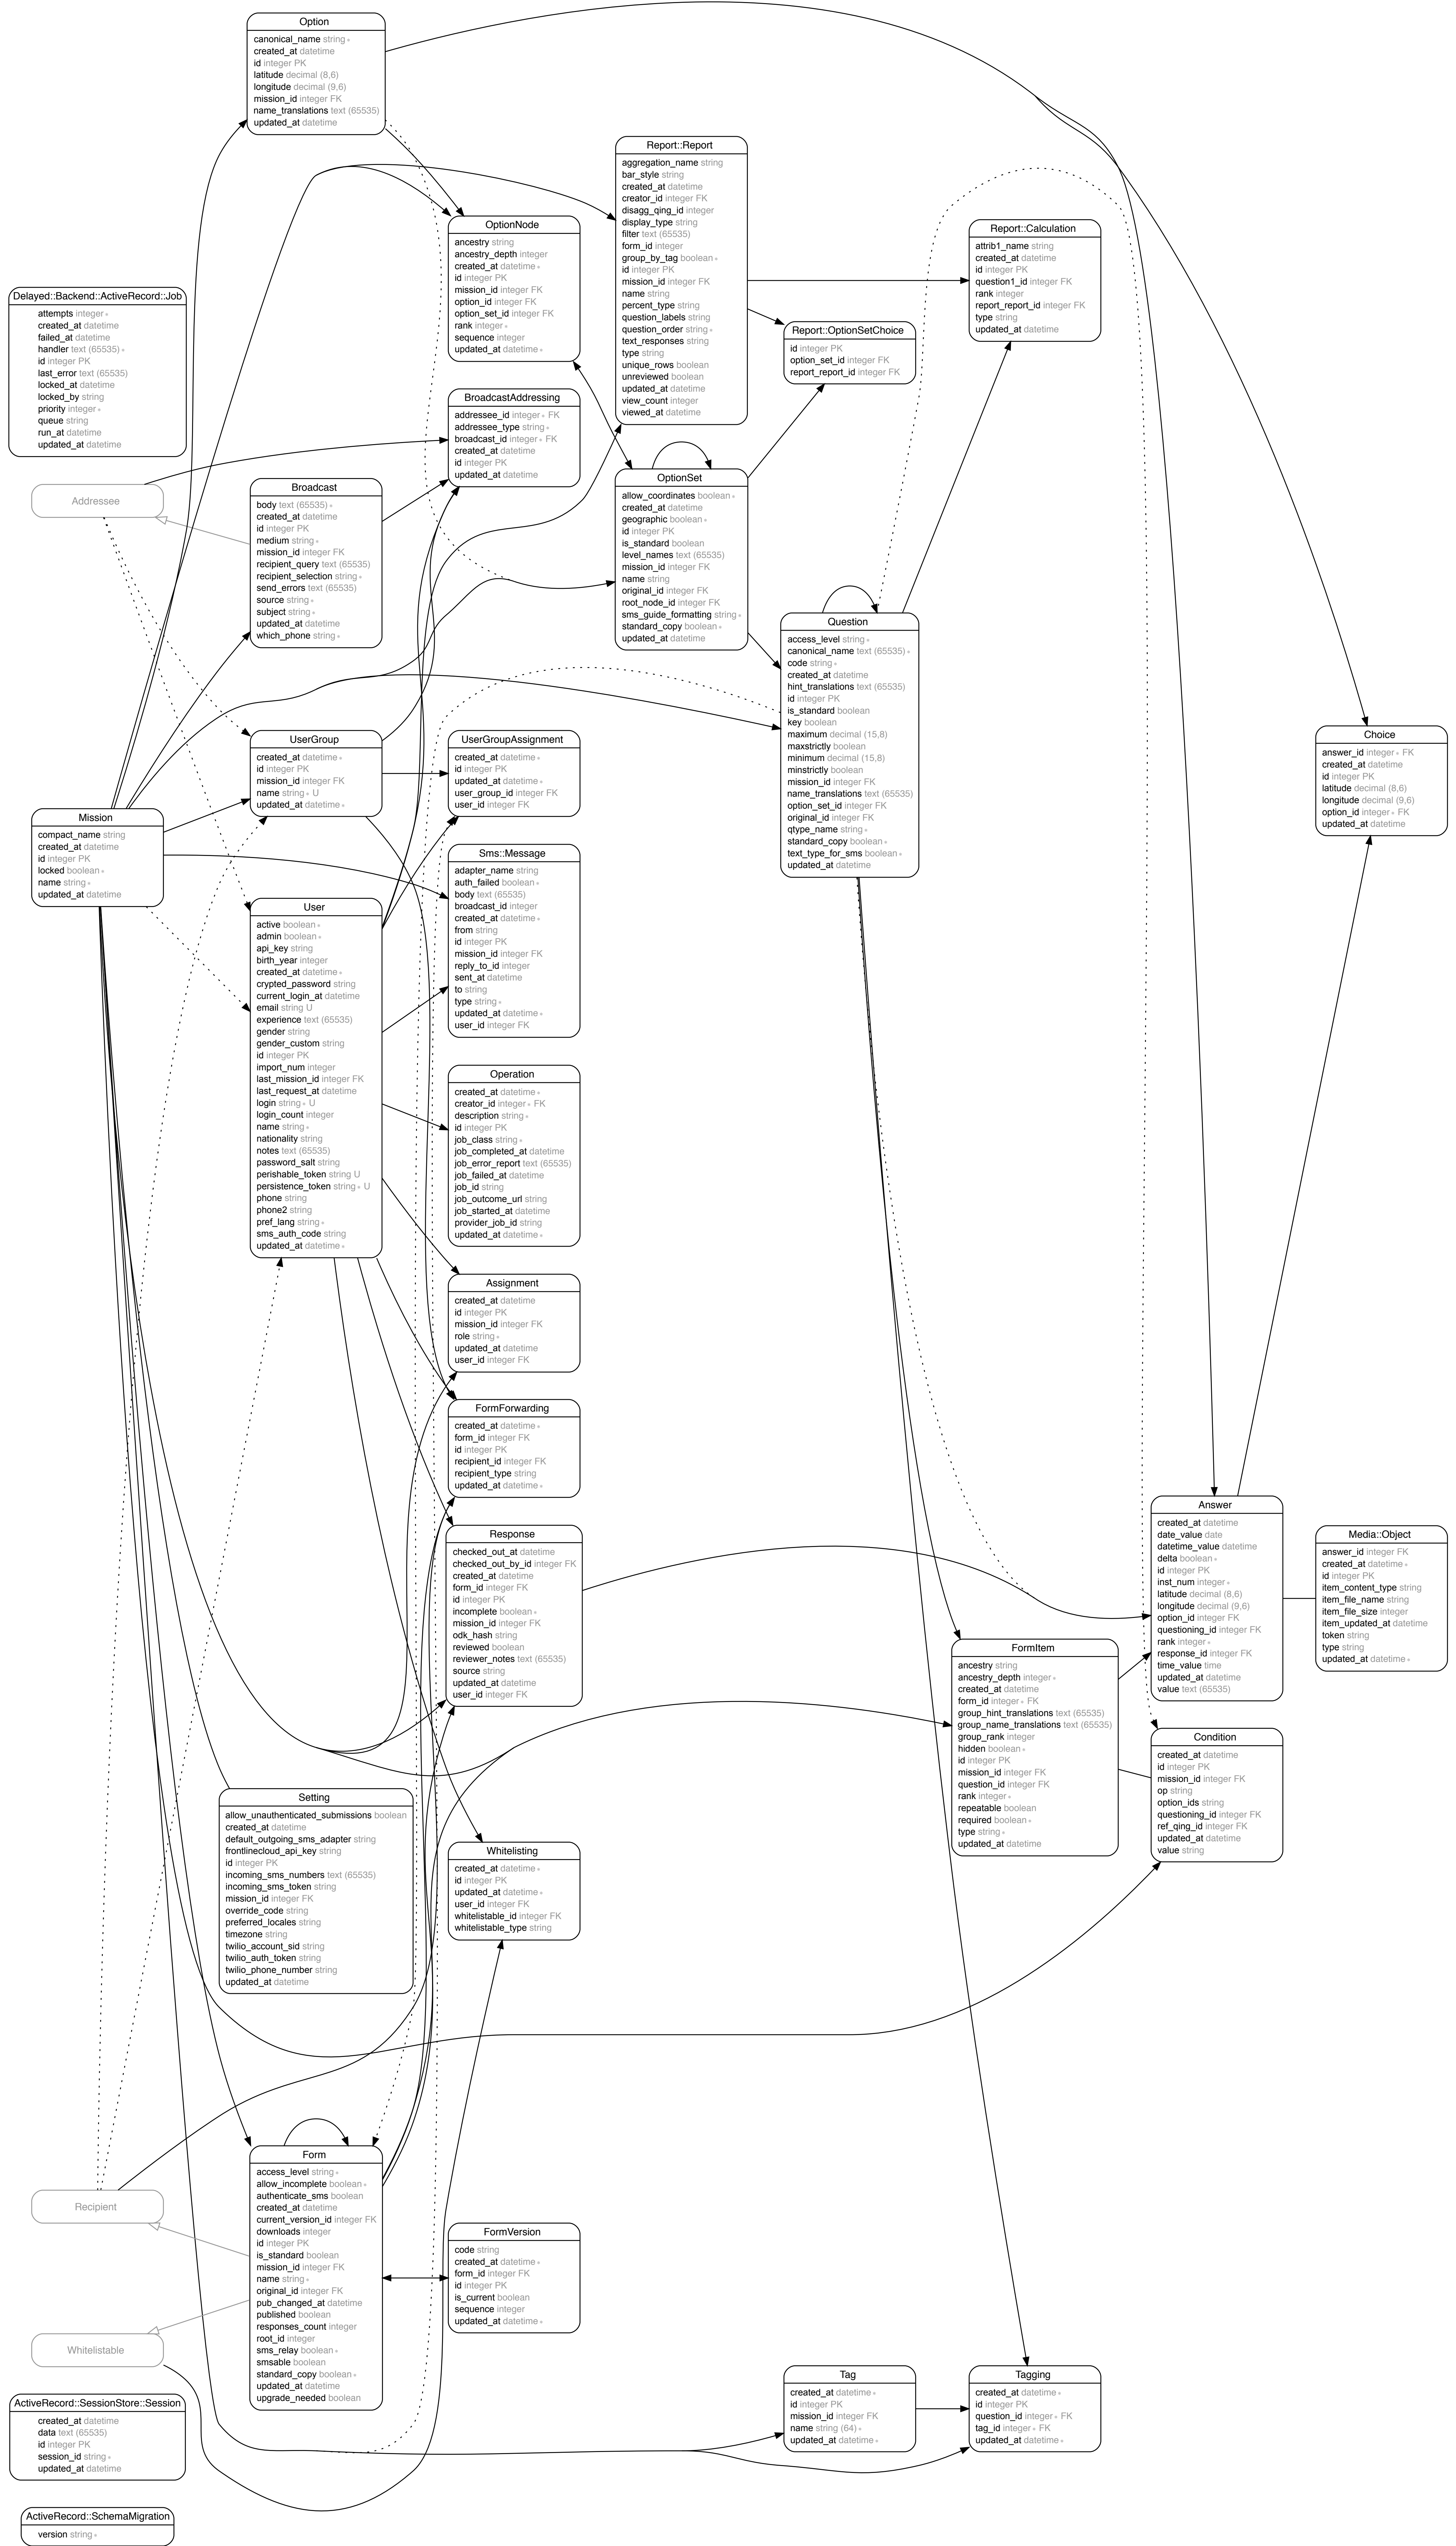 Option
canonical_name string ∗
created_at datetime
id integer PK
latitude decimal (8,6)
longitude decimal (9,6)
mission_id integer FK
name_translations text (65535)
updated_at datetime
Report::Report
aggregation_name string
bar_style string
created_at datetime
creator_id integer FK
disagg_qing_id integer
display_type string
filter text (65535)
form_id integer
group_by_tag boolean ∗
id integer PK
mission_id integer FK
name string
percent_type string
question_labels string
question_order string ∗
text_responses string
type string
unique_rows boolean
unreviewed boolean
updated_at datetime
view_count integer
viewed_at datetime
OptionNode
ancestry string
ancestry_depth integer
created_at datetime ∗
id integer PK
mission_id integer FK
option_id integer FK
option_set_id integer FK
rank integer ∗
sequence integer
updated_at datetime ∗
Report::Calculation
attrib1_name string
created_at datetime
id integer PK
question1_id integer FK
rank integer
report_report_id integer FK
type string
updated_at datetime
Delayed::Backend::ActiveRecord::Job
attempts integer ∗
created_at datetime
failed_at datetime
handler text (65535) ∗
id integer PK
last_error text (65535)
locked_at datetime
locked_by string
priority integer ∗
queue string
run_at datetime
updated_at datetime
Report::OptionSetChoice
id integer PK
option_set_id integer FK
report_report_id integer FK
BroadcastAddressing
addressee_id integer ∗ FK
addressee_type string ∗
broadcast_id integer ∗ FK
created_at datetime
id integer PK
updated_at datetime
Addressee
Broadcast
body text (65535) ∗
created_at datetime
id integer PK
medium string ∗
mission_id integer FK
recipient_query text (65535)
recipient_selection string ∗
send_errors text (65535)
source string ∗
subject string ∗
updated_at datetime
which_phone string ∗
OptionSet
allow_coordinates boolean ∗
created_at datetime
geographic boolean ∗
id integer PK
is_standard boolean
level_names text (65535)
mission_id integer FK
name string
original_id integer FK
root_node_id integer FK
sms_guide_formatting string ∗
standard_copy boolean ∗
updated_at datetime
Question
access_level string ∗
canonical_name text (65535) ∗
code string ∗
created_at datetime
hint_translations text (65535)
id integer PK
is_standard boolean
key boolean
maximum decimal (15,8)
maxstrictly boolean
minimum decimal (15,8)
minstrictly boolean
mission_id integer FK
name_translations text (65535)
option_set_id integer FK
original_id integer FK
qtype_name string ∗
standard_copy boolean ∗
text_type_for_sms boolean ∗
updated_at datetime
Choice
answer_id integer ∗ FK
created_at datetime
id integer PK
latitude decimal (8,6)
longitude decimal (9,6)
option_id integer ∗ FK
updated_at datetime
UserGroup
created_at datetime ∗
id integer PK
mission_id integer FK
name string ∗ U
updated_at datetime ∗
UserGroupAssignment
created_at datetime ∗
id integer PK
updated_at datetime ∗
user_group_id integer FK
user_id integer FK
Mission
compact_name string
created_at datetime
id integer PK
locked boolean ∗
name string ∗
updated_at datetime
Sms::Message
adapter_name string
auth_failed boolean ∗
body text (65535)
broadcast_id integer
created_at datetime ∗
from string
id integer PK
mission_id integer FK
reply_to_id integer
sent_at datetime
to string
type string ∗
updated_at datetime ∗
user_id integer FK
User
active boolean ∗
admin boolean ∗
api_key string
birth_year integer
created_at datetime ∗
crypted_password string
current_login_at datetime
email string U
experience text (65535)
gender string
gender_custom string
id integer PK
import_num integer
last_mission_id integer FK
last_request_at datetime
login string ∗ U
login_count integer
name string ∗
nationality string
notes text (65535)
password_salt string
perishable_token string U
persistence_token string ∗ U
phone string
phone2 string
pref_lang string ∗
sms_auth_code string
updated_at datetime ∗
Operation
created_at datetime ∗
creator_id integer ∗ FK
description string ∗
id integer PK
job_class string ∗
job_completed_at datetime
job_error_report text (65535)
job_failed_at datetime
job_id string
job_outcome_url string
job_started_at datetime
provider_job_id string
updated_at datetime ∗
Assignment
created_at datetime
id integer PK
mission_id integer FK
role string ∗
updated_at datetime
user_id integer FK
FormForwarding
created_at datetime ∗
form_id integer FK
id integer PK
recipient_id integer FK
recipient_type string
updated_at datetime ∗
Response
checked_out_at datetime
checked_out_by_id integer FK
created_at datetime
form_id integer FK
id integer PK
incomplete boolean ∗
mission_id integer FK
odk_hash string
reviewed boolean
reviewer_notes text (65535)
source string
updated_at datetime
user_id integer FK
Answer
created_at datetime
date_value date
datetime_value datetime
delta boolean ∗
id integer PK
inst_num integer ∗
latitude decimal (8,6)
longitude decimal (9,6)
option_id integer FK
questioning_id integer FK
rank integer ∗
response_id integer FK
time_value time
updated_at datetime
value text (65535)
Media::Object
answer_id integer FK
created_at datetime ∗
id integer PK
item_content_type string
item_file_name string
item_file_size integer
item_updated_at datetime
token string
type string
updated_at datetime ∗
FormItem
ancestry string
ancestry_depth integer ∗
created_at datetime
form_id integer ∗ FK
group_hint_translations text (65535)
group_name_translations text (65535)
group_rank integer
hidden boolean ∗
id integer PK
mission_id integer FK
question_id integer FK
rank integer ∗
repeatable boolean
required boolean ∗
type string ∗
updated_at datetime
Condition
created_at datetime
id integer PK
mission_id integer FK
op string
option_ids string
questioning_id integer FK
ref_qing_id integer FK
updated_at datetime
value string
Setting
allow_unauthenticated_submissions boolean
created_at datetime
default_outgoing_sms_adapter string
frontlinecloud_api_key string
id integer PK
incoming_sms_numbers text (65535)
incoming_sms_token string
mission_id integer FK
override_code string
preferred_locales string
timezone string
twilio_account_sid string
twilio_auth_token string
twilio_phone_number string
updated_at datetime
Whitelisting
created_at datetime ∗
id integer PK
updated_at datetime ∗
user_id integer FK
whitelistable_id integer FK
whitelistable_type string
Form
access_level string ∗
allow_incomplete boolean ∗
authenticate_sms boolean
created_at datetime
current_version_id integer FK
downloads integer
id integer PK
is_standard boolean
mission_id integer FK
name string ∗
original_id integer FK
pub_changed_at datetime
published boolean
responses_count integer
root_id integer
sms_relay boolean ∗
smsable boolean
standard_copy boolean ∗
updated_at datetime
upgrade_needed boolean
Recipient
FormVersion
code string
created_at datetime ∗
form_id integer FK
id integer PK
is_current boolean
sequence integer
updated_at datetime ∗
Whitelistable
Tag
created_at datetime ∗
id integer PK
mission_id integer FK
name string (64) ∗
updated_at datetime ∗
Tagging
created_at datetime ∗
id integer PK
question_id integer ∗ FK
tag_id integer ∗ FK
updated_at datetime ∗
ActiveRecord::SessionStore::Session
created_at datetime
data text (65535)
id integer PK
session_id string ∗
updated_at datetime
ActiveRecord::SchemaMigration
version string ∗